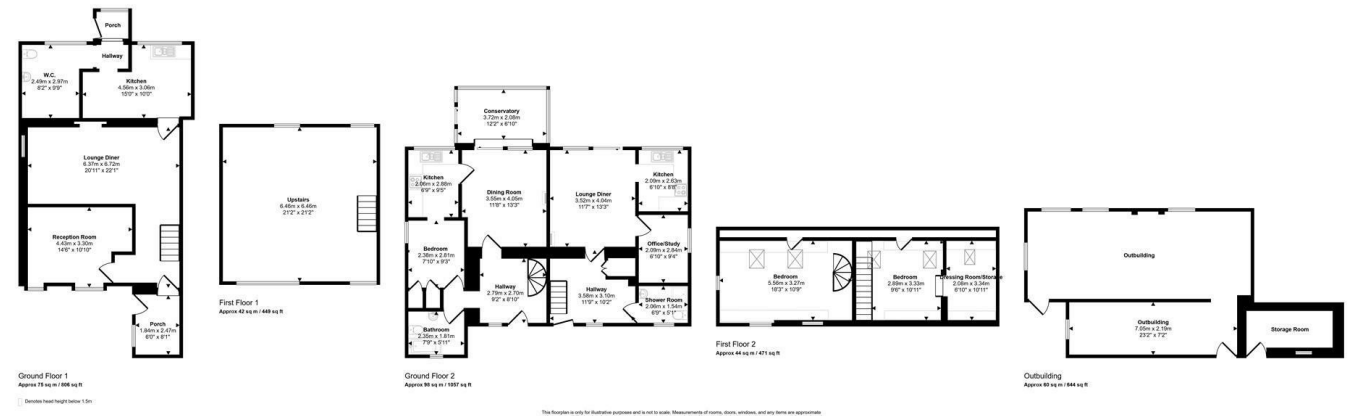 Porch
Hallway
W.C.
2.49m x 2.97m
8'2" x 9'9"
Kitchen
4.56m x 3.06m
15'0" x 10'0"
Lounge Diner
6.37m x 6.72m
20'11" x 22'1"
Reception Room
4.43m x 3.30m
14'6" x 10'10"
Porch
1.84m x 2.47m
6'0" x 8'1"
Ground Floor 1
Approx 75 sq m / 806 sq ft
Denotes head height below 1.5m
Upstairs
6.46m x 6.46m
21'2" x 21'2"
First Floor 1
Approx 42 sq m / 449 sq ft
Conservatory
3.72m x 2.08m
12'2" x 6'10"
Kitchen
2.06m x 2.88m
6'9" x 9'5"
Dining Room
3.55m x 4.05m
11'8" x 13'3"
Lounge Diner
3.52m x 4.04m
11'7" x 13'3"
Kitchen
2.09m x 2.63m
6'10" x 8'8"
Bedroom
2.38m x 2.81m
7'10" x 9'3"
Office/Study
2.09m x 2.84m
6'10" x 9'4"
Hallway
2.79m x 2.70m
9'2" x 8'10"
Hallway
3.58m x 3.10m
11'9" x 10'2"
Shower Room
2.06m x 1.54m
6'9" x 5'1"
Bathroom
2.35m x 1.81m
7'9" x 5'11"
Ground Floor 2
Approx 98 sq m / 1057 sq ft
Bedroom
5.56m x 3.27m
18'3" x 10'9"
Bedroom
2.89m x 3.33m
9'6" x 10'11"
Dressing Room/Storage
2.08m x 3.34m
6'10" x 10'11"
First Floor 2
Approx 44 sq m / 471 sq ft
Outbuilding
Outbuilding
7.05m x 2.19m
23'2" x 7'2"
Storage Room
Outbuilding
Approx 60 sq m / 644 sq ft
This floorplan is only for illustrative purposes and is not to scale. Measurements of rooms, doors, windows, and any items are approximate